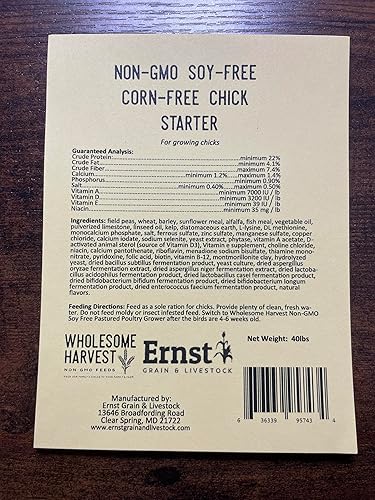 NON-GMO SOY-FREE
CORN-FREE CHICK
STARTER
For growing chicks
Guaranteed Analysis:
Crude Protein:...minimum 22%
Crude Fat...minimum 4.1%
Crude Fiber...maximum 7.4%
Calcium...minimum 1.2%...maximum 1.4%
Phosphorus...minimum 0.90%
Salt...minimum 0.40%...maximum 0.50%
Vitamin A...minimum 7000 IU / lb
Vitamin D...minimum 3200 IU / lb
Vitamin E...minimum 39 IU / lb
Niacin...minimum 35 mg / lb
Ingredients: field peas, wheat, barley, sunflower meal, alfalfa, fish meal, vegetable oil,
pulverized limestone, linseed oil, kelp, diatomaceous earth, L-lysine, DL methionine,
monocalcium phosphate, salt, ferrous sulfate, zinc sulfate, manganese sulfate, copper
chloride, calcium iodate, sodium selenite, yeast extract, phytase, vitamin A acetate, D-
activated animal sterol (source of Vitamin D3), Vitamin E supplement, choline chloride,
niacin, calcium pantothenate, riboflavin, menadione sodium bisulfate, thiamine mono-
nitrate, pyridoxine, folic acid, biotin, vitamin B-12, montmorillonite clay, hydrolyzed
yeast, dried bacillus subtilis fermentation product, yeast culture, dried aspergillus
oryzae fermentation extract, dried aspergillus niger fermentation extract, dried lactoba-
cillus acidophilus fermentation product, dried lactobacillus casei fermentation product,
dried bifidobacterium bifidum fermentation product, dried bifidobacterium longum
fermentation product, dried enterococcus faecium fermentation product, natural
flavors.
Feeding Directions: Feed as a sole ration for chicks. Provide plenty of clean, fresh wa-
ter. Do not feed moldy or insect infested feed. Switch to Wholesome Harvest Non-GMO
Soy Free Pastured Poultry Grower after the birds are 4-6 weeks old.
WHOLESOME
HARVEST
NON-GMO FEEDS
Ernst
GRAIN & LIVESTOCK
Net Weight: 40lbs
Manufactured by:
Ernst Grain & Livestock
13646 Broadfording Road
Clear Spring, MD 21722
www.ernstgrainandlivestock.com
6 36339 95743 4